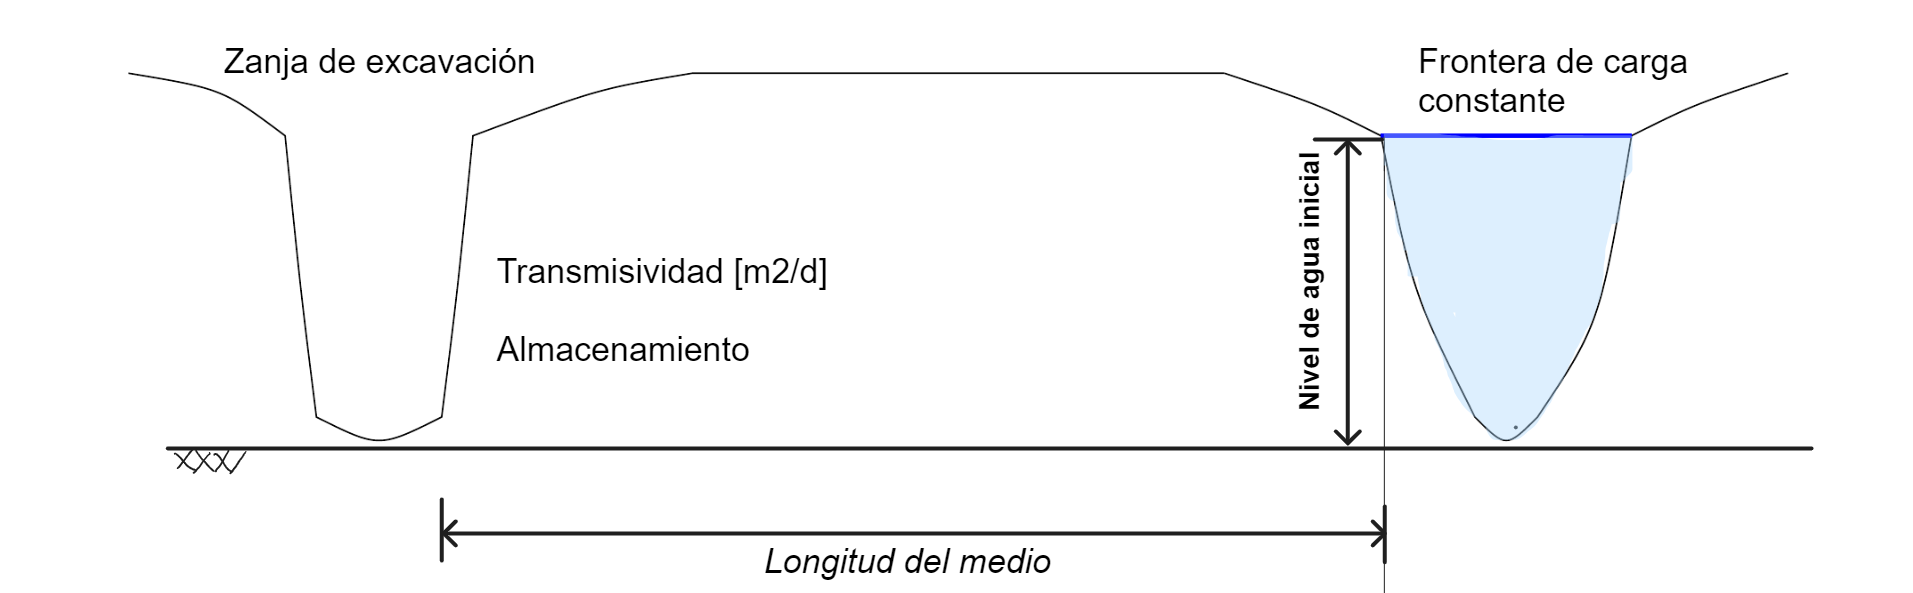 Zanja de excavación
Frontera de carga
constante
Nivel de agua inicial
Transmisividad [m2/d]
Almacenamiento
Longitud del medio